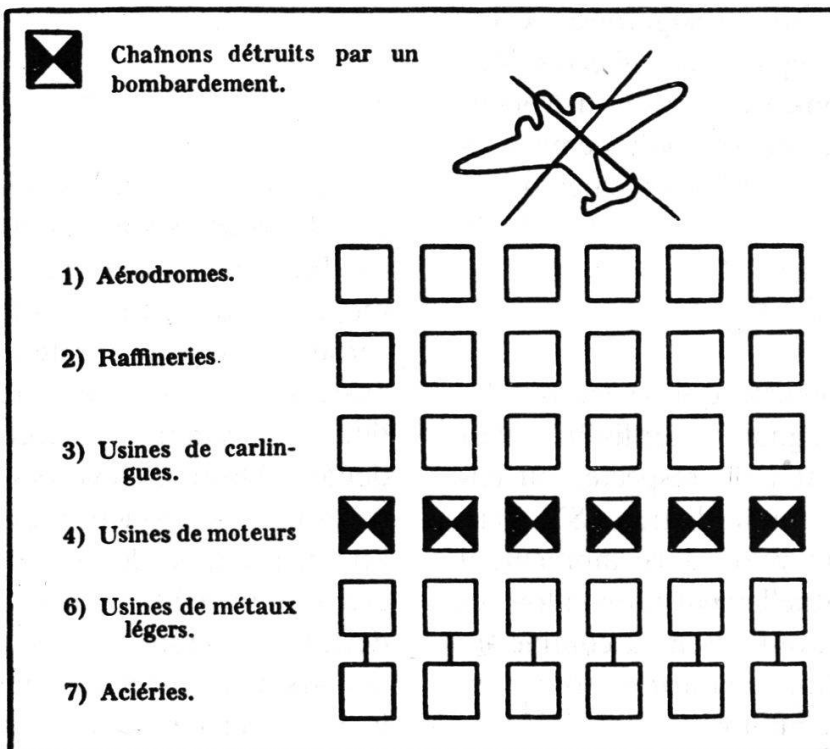 Chaînons détruits par un
bombardement.
1) Aérodromes.
2) Raffineries.
3) Usines de carlin-
gues.
4) Usines de moteurs
6) Usines de métaux
légers.
7) Aciéries.